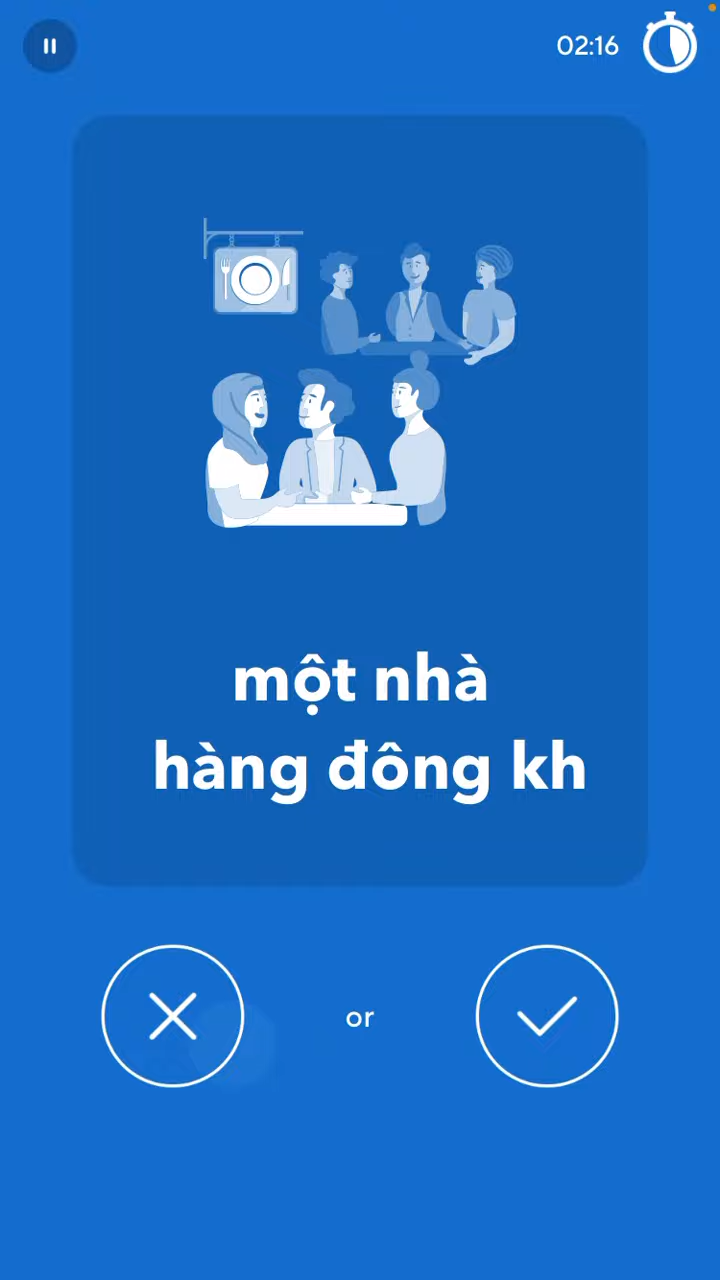 02:16
một nhà
hàng đông kh
or